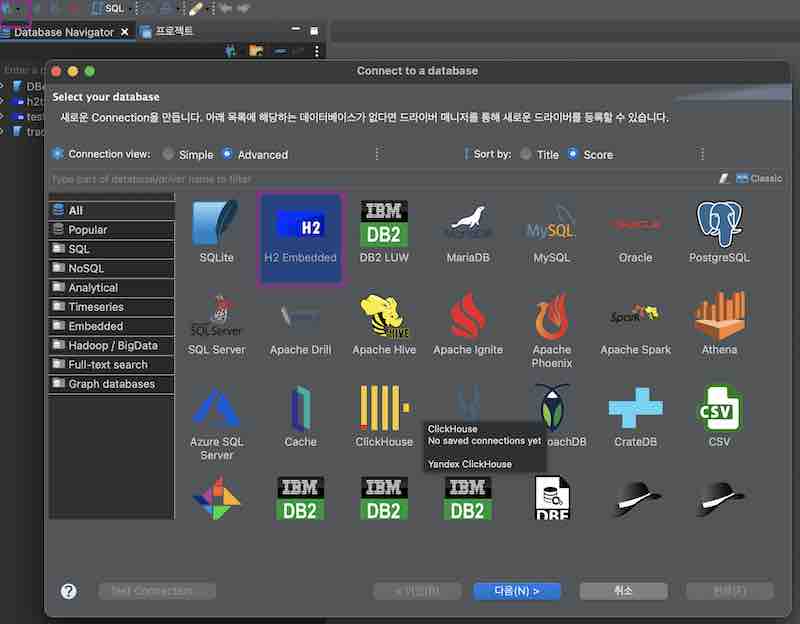 SQL
Database Navigator
프로젝트
Enter a
DBe
h2t
test
trac
Connect to a database
Select your database
새로운 Connection을 만듭니다. 아래 목록에 해당하는 데이터베이스가 없다면 드라이버 매니저를 통해 새로운 드라이버를 등록할 수 있습니다.
Connection view: Simple Advanced Sort by: Title Score
Type part of database/driver name to filter
Classic
All
Popular
SQL
NoSQL
Analytical
Timeseries
Embedded
Hadoop / BigData
Full-text search
Graph databases
H2
IBM
DB2
MySQL
ORACLE
SQLite H2 Embedded DB2 LUW MariaDB MySQL Oracle PostgreSQL
SQL Server
HIVE
Spark
SQL Server Apache Drill Apache Hive Apache Ignite Apache Phoenix Apache Spark Athena
CSV
Azure SQL Server Cache ClickHouse oachDB CrateDB CSV
ClickHouse
No saved connections yet
Yandex ClickHouse
IBM
DB2
IBM
DB2
IBM
DB2
DBF
?
Test Connection ...
< 이전(B)
다음(N) >
취소
완료(F)